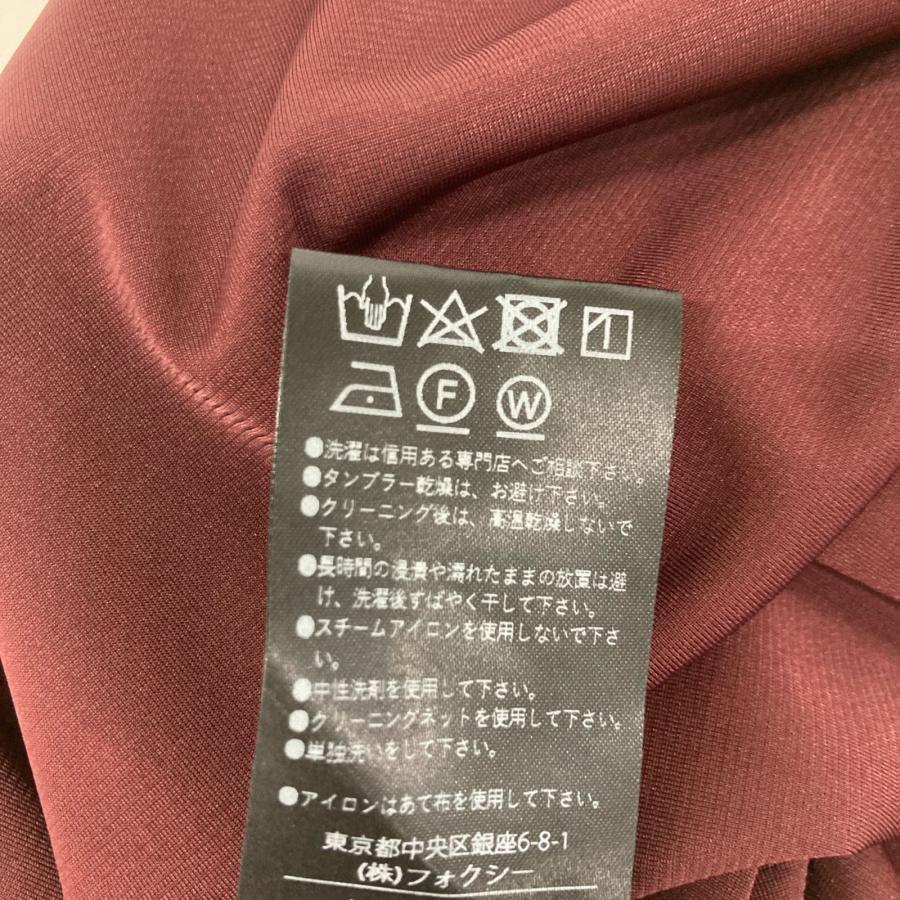 F W
●洗濯は信用ある専門店へご相談下さい。
●タンブラー乾燥は、お避け下さい。
●クリーニング後は、高温乾燥しないで
下さい。
●長時間の浸漬や濡れたままの放置は避
け、洗濯後すばやく干して下さい。
●スチームアイロンを使用しないで下さ
い。
●中性洗剤を使用して下さい。
●クリーニングネットを使用して下さい。
●単独洗いをして下さい。
●アイロンはあて布を使用して下さい。
東京都中央区銀座6-8-1
(株)フォクシー